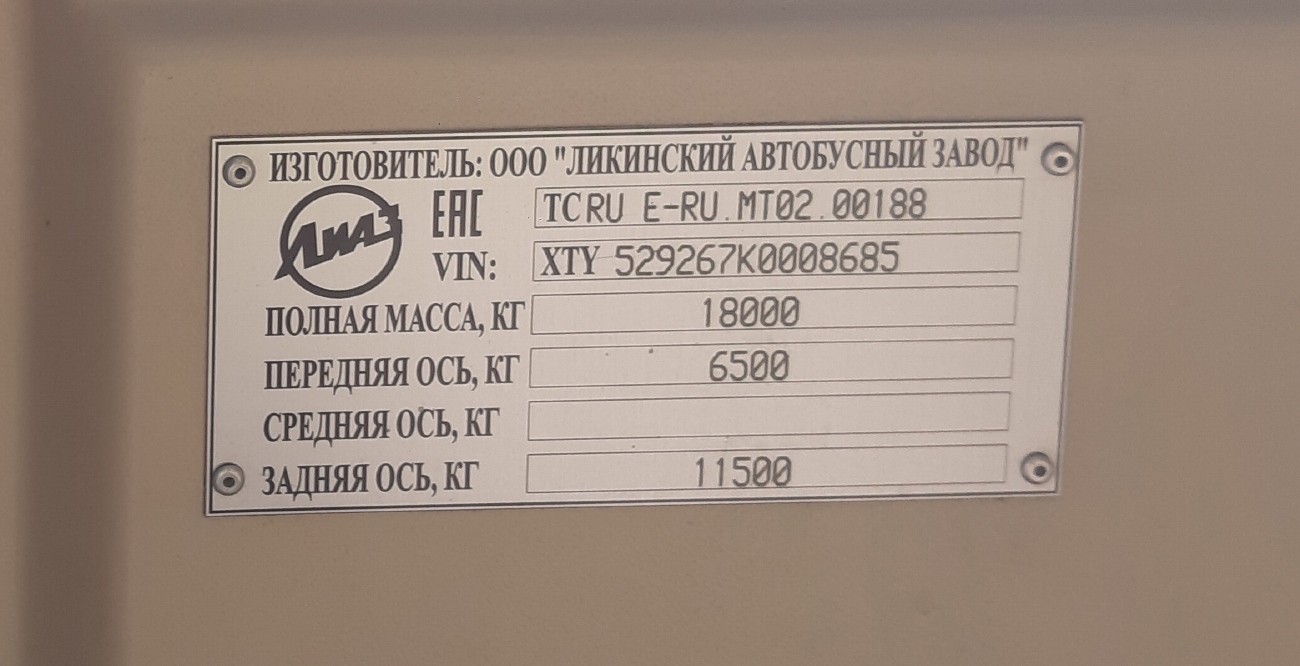 ИЗГОТОВИТЕЛЬ: ООО "ЛИКИНСКИЙ АВТОБУСНЫЙ ЗАВОД"
ЛИАЗ EAC ТС RU E-RU.MT02.00188
VIN: XTY 529267K0008685
ПОЛНАЯ МАССА, КГ 18000
ПЕРЕДНЯЯ ОСЬ, КГ 6500
СРЕДНЯЯ ОСЬ, КГ
ЗАДНЯЯ ОСЬ, КГ 11500